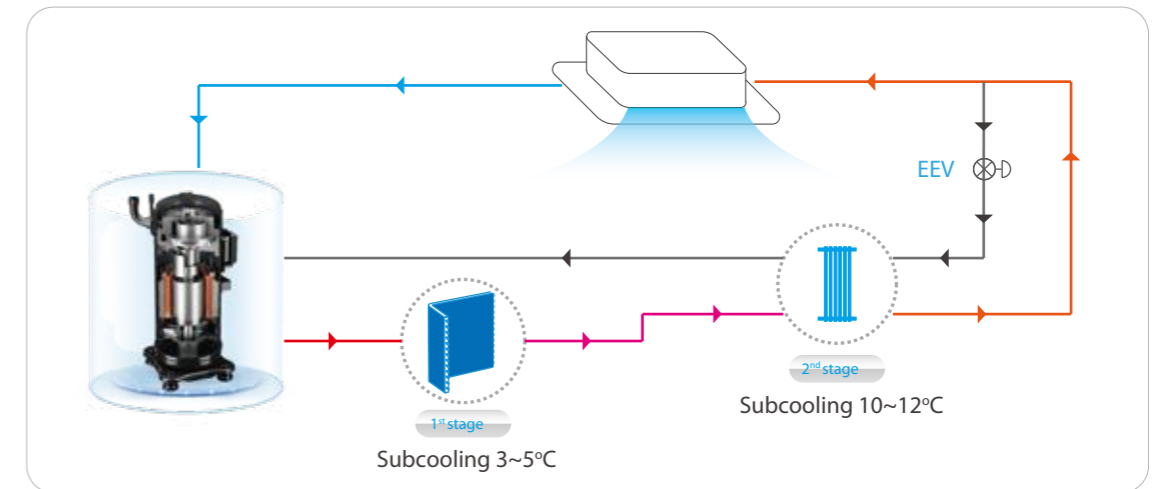 EEV
2nd stage
Subcooling 10~12°C
1st stage
Subcooling 3~5°C